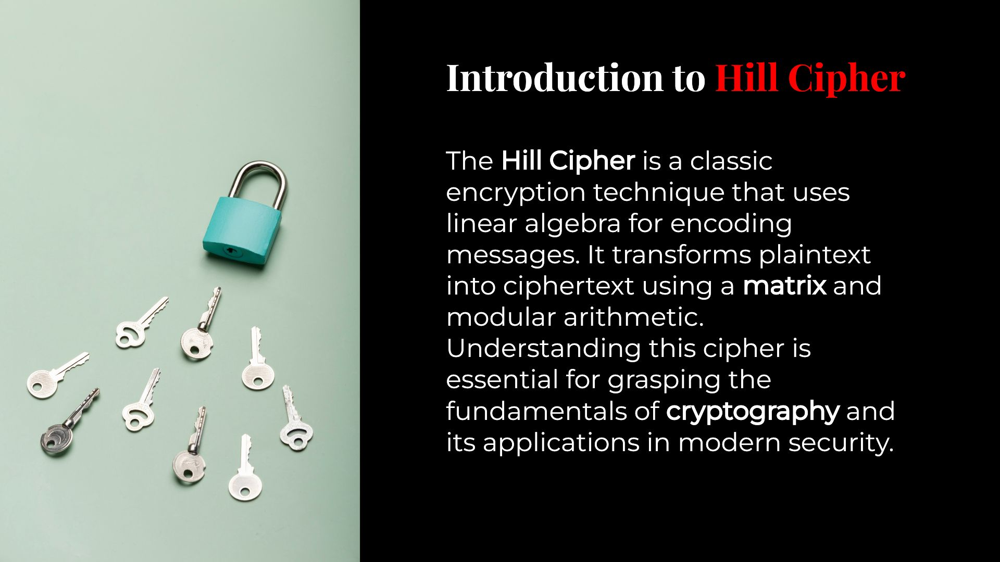 Introduction to Hill Cipher
The Hill Cipher is a classic
encryption technique that uses
linear algebra for encoding
messages. It transforms plaintext
into ciphertext using a matrix and
modular arithmetic.
Understanding this cipher is
essential for grasping the
fundamentals of cryptography and
its applications in modern security.